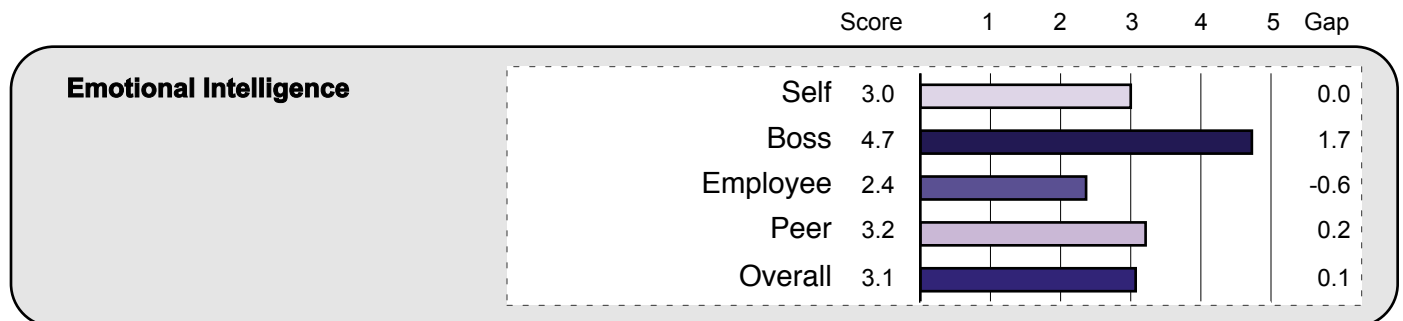 Score 1 2 3 4 5 Gap
Emotional Intelligence
Self 3.0 0.0
Boss 4.7 1.7
Employee 2.4 -0.6
Peer 3.2 0.2
Overall 3.1 0.1